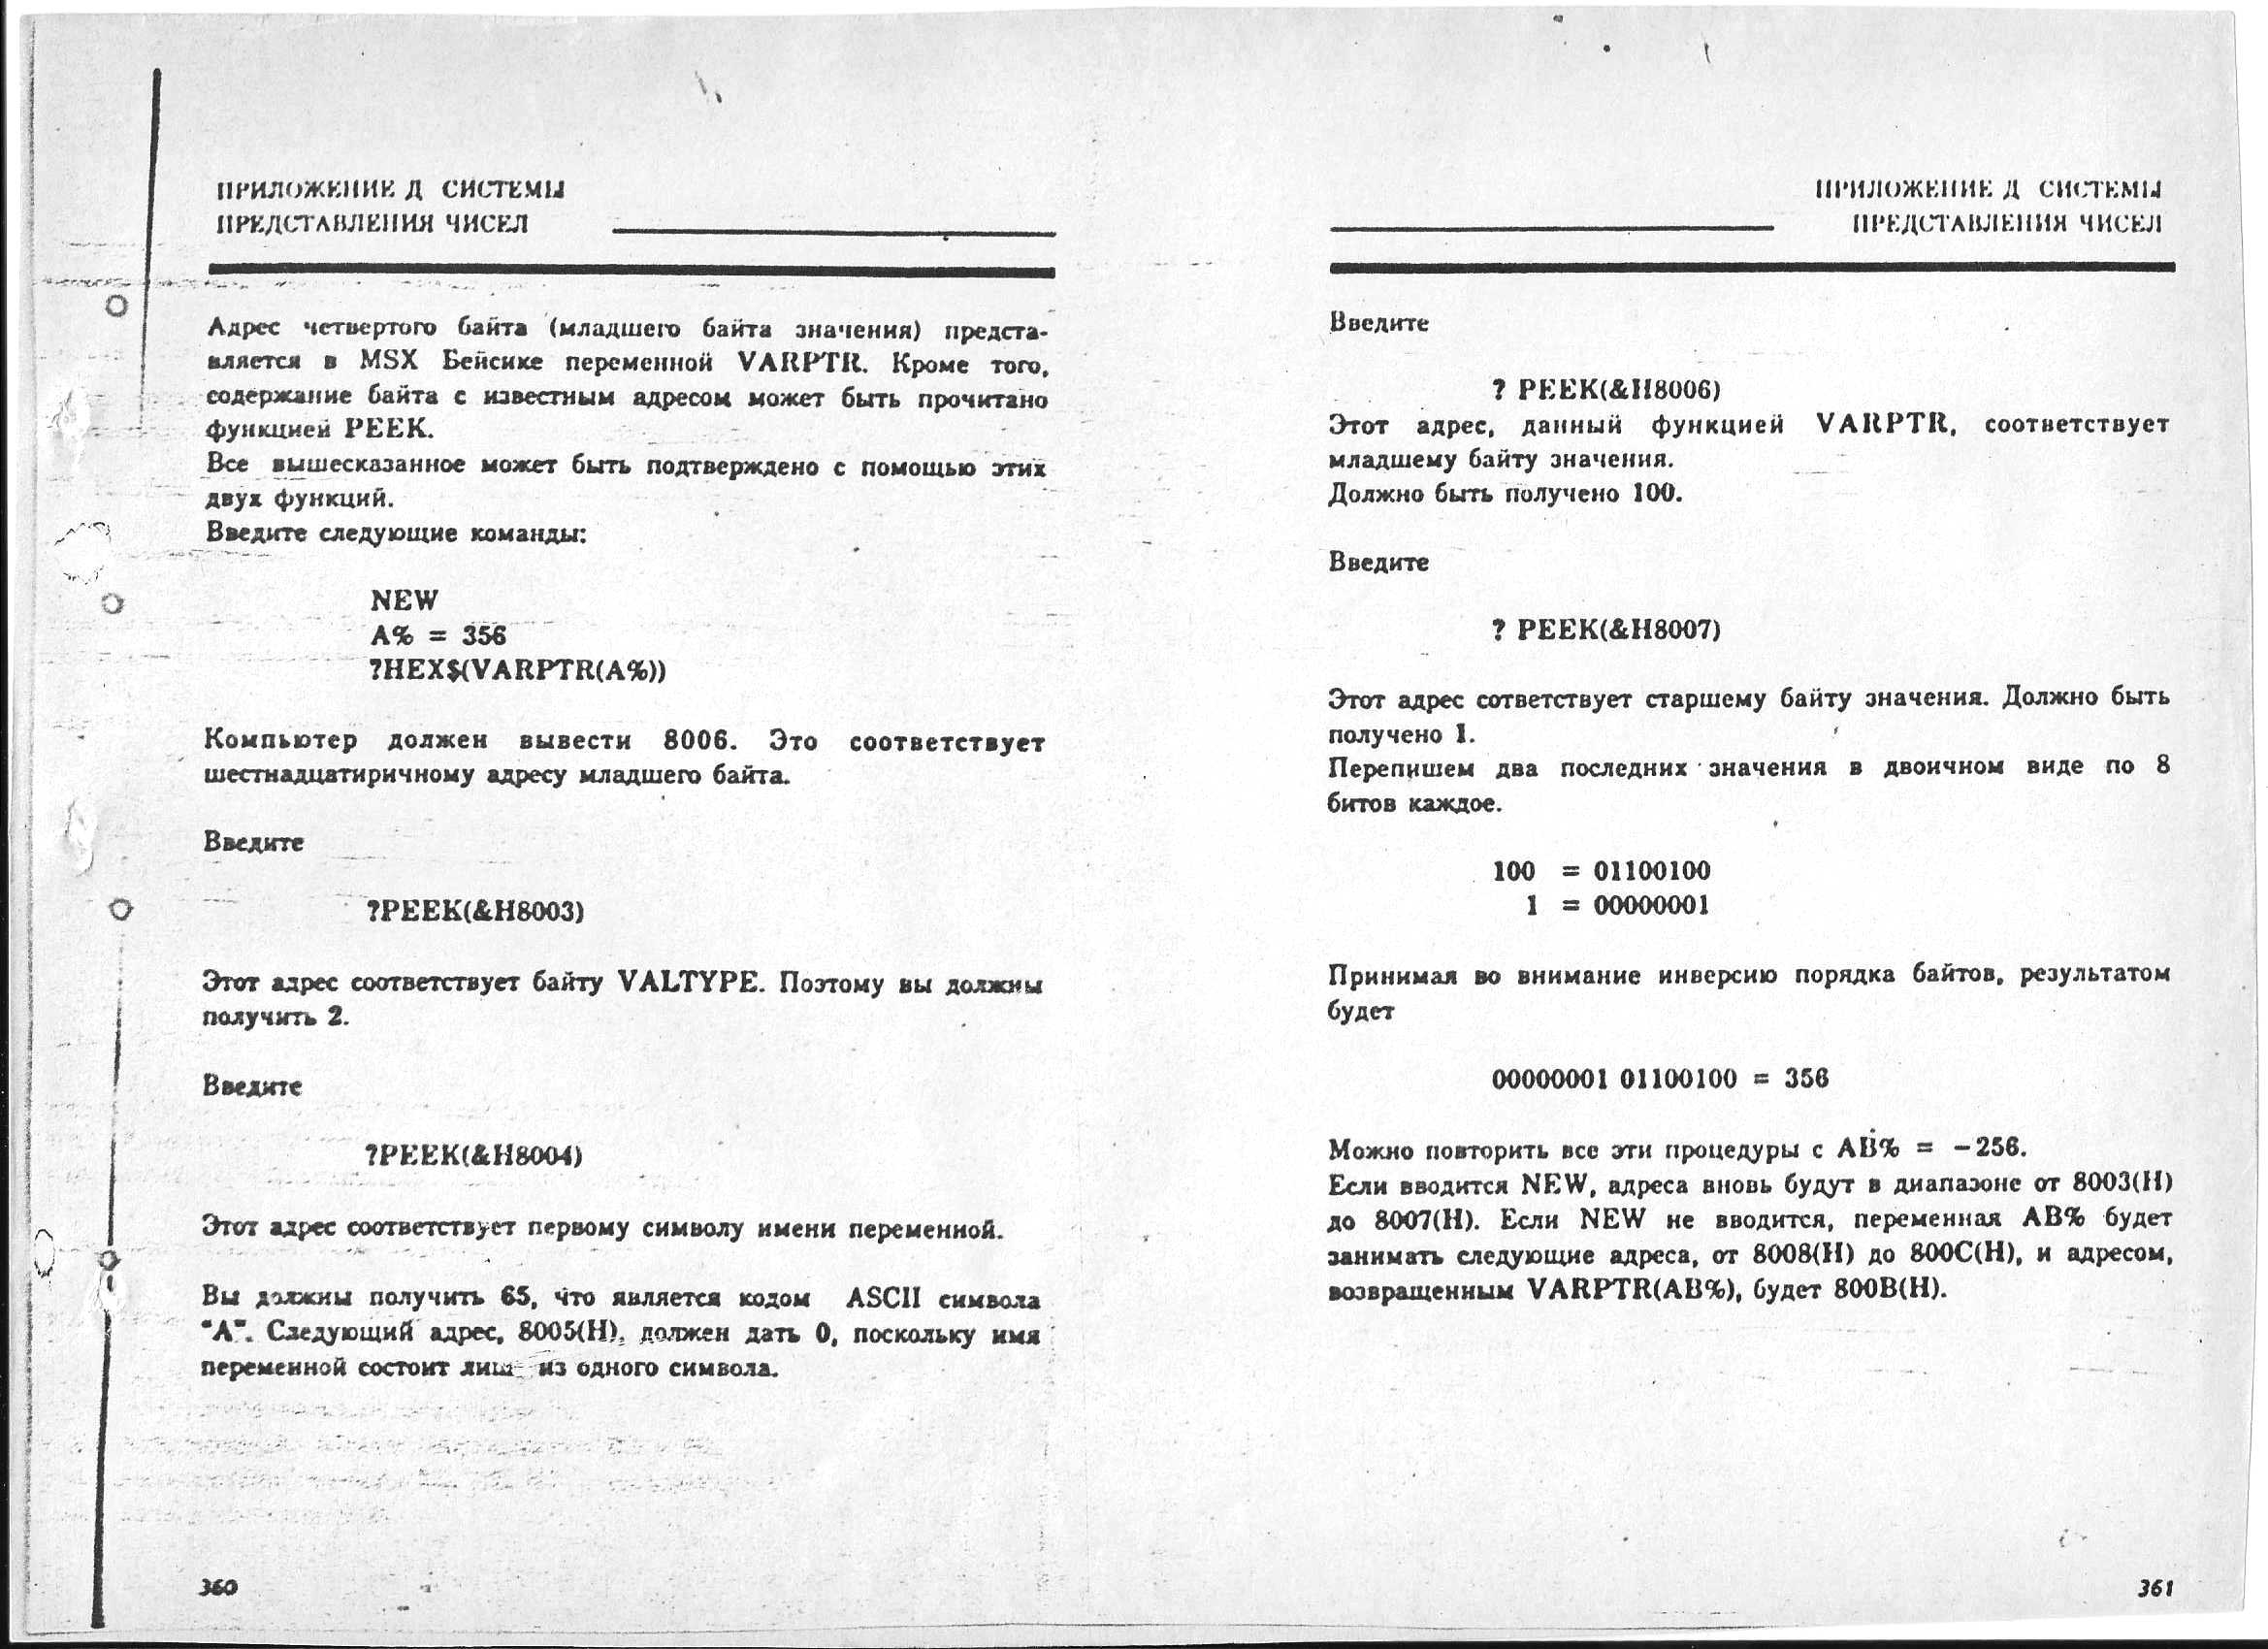 ПРИЛОЖЕНИЕ Д СИСТЕМЫ
ПРЕДСТАВЛЕНИЯ ЧИСЕЛ
Адрес четвертого байта (младшего байта значения) предста-
вляется в MSX Бейсике переменной VARPTR. Кроме того,
содержание байта с известным адресом может быть прочитано
функцией PEEK.
Все вышесказанное может быть подтверждено с помощью этих
двух функций.
Введите следующие команды:
NEW
A% = 356
?HEX$(VARPTR(A%))
Компьютер должен вывести 8006. Это соответствует
шестнадцатиричному адресу младшего байта.
Введите
?PEEK(&H8003)
Этот адрес соответствует байту VALTYPE. Поэтому вы должны
получить 2.
Введите
?PEEK(&H8004)
Этот адрес соответствует первому символу имени переменной.
Вы должны получить 65, что является кодом ASCII символа
"A". Следующий адрес, 8005(H), должен дать 0, поскольку имя
переменной состоит лишь из одного символа.
360
ПРИЛОЖЕНИЕ Д СИСТЕМЫ
ПРЕДСТАВЛЕНИЯ ЧИСЕЛ
Введите
? PEEK(&H8006)
Этот адрес, данный функцией VARPTR, соответствует
младшему байту значения.
Должно быть получено 100.
Введите
? PEEK(&H8007)
Этот адрес сответствует старшему байту значения. Должно быть
получено 1.
Перепишем два последних значения в двоичном виде по 8
битов каждое.
100 = 01100100
1 = 00000001
Принимая во внимание инверсию порядка байтов, результатом
будет
00000001 01100100 = 356
Можно повторить все эти процедуры с AB% = -256.
Если вводится NEW, адреса вновь будут в диапазоне от 8003(H)
до 8007(H). Если NEW не вводится, переменная AB% будет
занимать следующие адреса, от 8008(H) до 800C(H), и адресом,
возвращенным VARPTR(AB%), будет 800B(H).
361